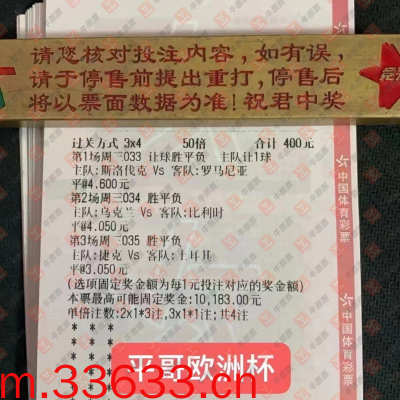 请您核对投注内容，如有误，
请于停售前提出重打，停售后
将以票面数据为准！祝君中奖
过关方式 3x4 50倍 合计 400元
第1场周三033 让球胜平负 主队让1球
主队:斯洛伐克 Vs 客队:罗马尼亚
平@4.600元
第2场周三034 胜平负
主队:乌克兰 Vs 客队:比利时
平@4.050元
第3场周三035 胜平负
主队:捷克 Vs 客队:土耳其
平@3.050元
(选项固定奖金额为每1元投注对应的奖金额)
本票最高可能固定奖金:10,183.00元
单倍注数:2x1*3注,3x1*1注; 共4注
* * *
* * *
* * *
中国体育彩票
中国体育彩票
平哥欧洲杯
m.33633.cn